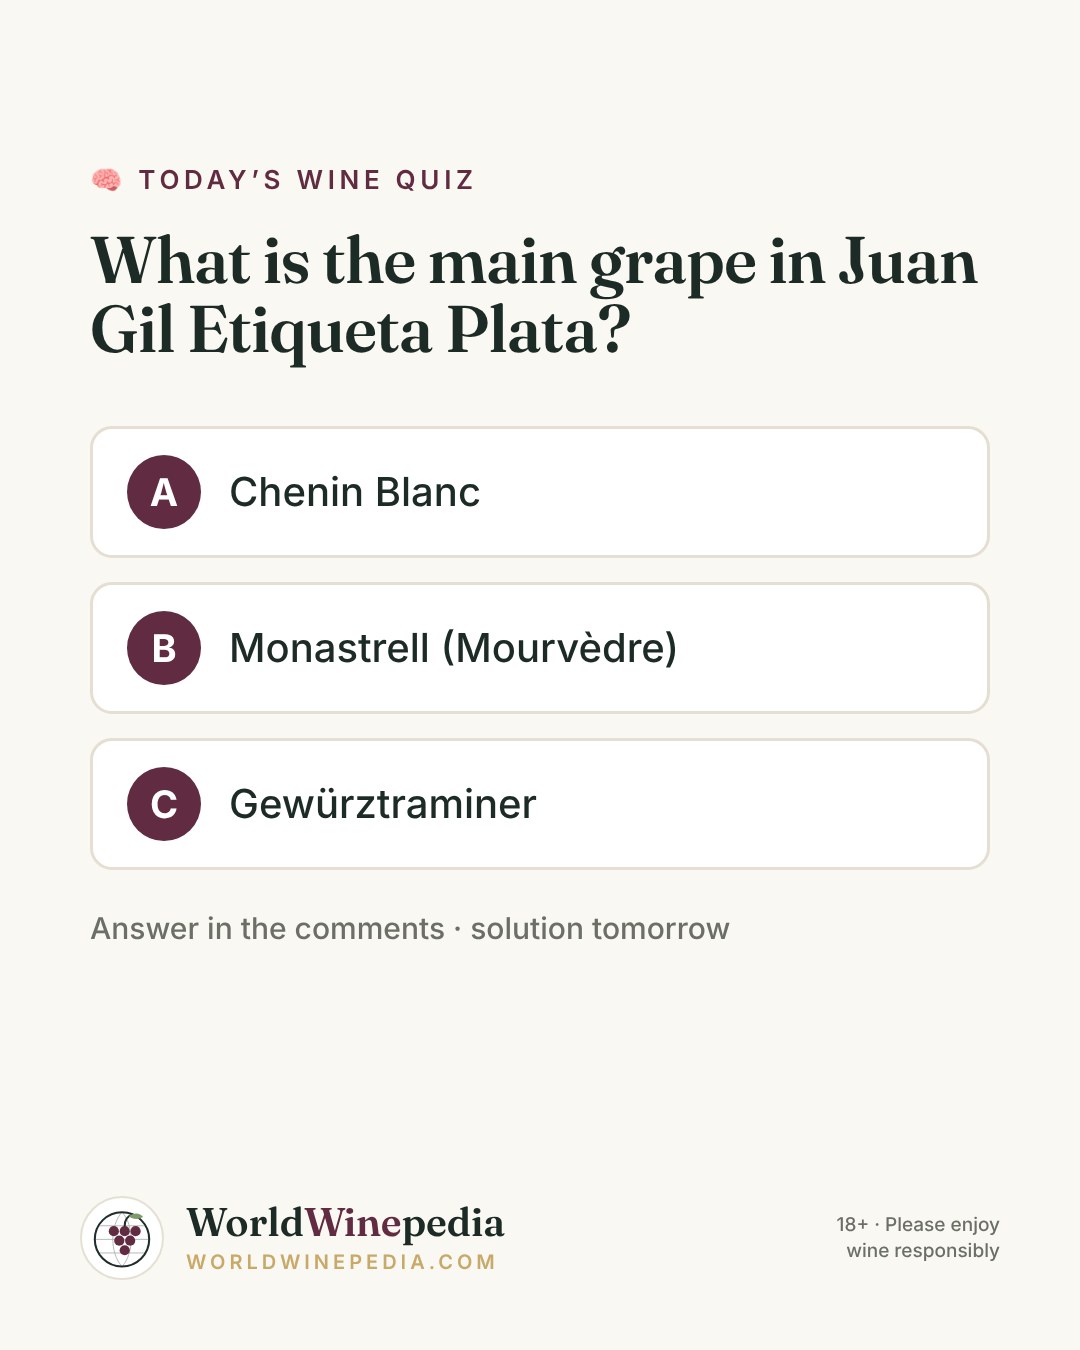 🧠 TODAY’S WINE QUIZ
What is the main grape in Juan
Gil Etiqueta Plata?
A Chenin Blanc
B Monastrell (Mourvèdre)
C Gewürztraminer
Answer in the comments · solution tomorrow
WorldWinepedia
WORLDWINEPEDIA.COM
18+ · Please enjoy
wine responsibly